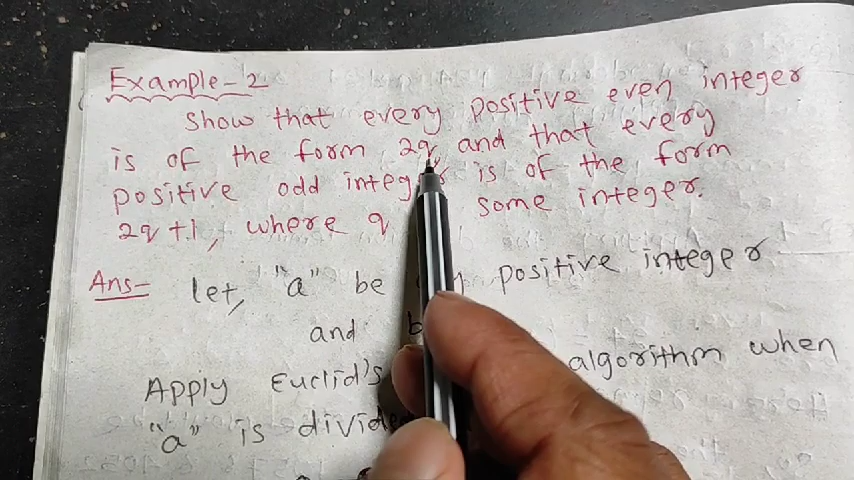 Example-2
Show that every positive even integer
is of the form 2q, and that every
positive odd integer is of the form
2q+1, where q some integer.
Ans- let, "a" be positive integer
and b
Apply Euclid's algorithm when
"a" is divided